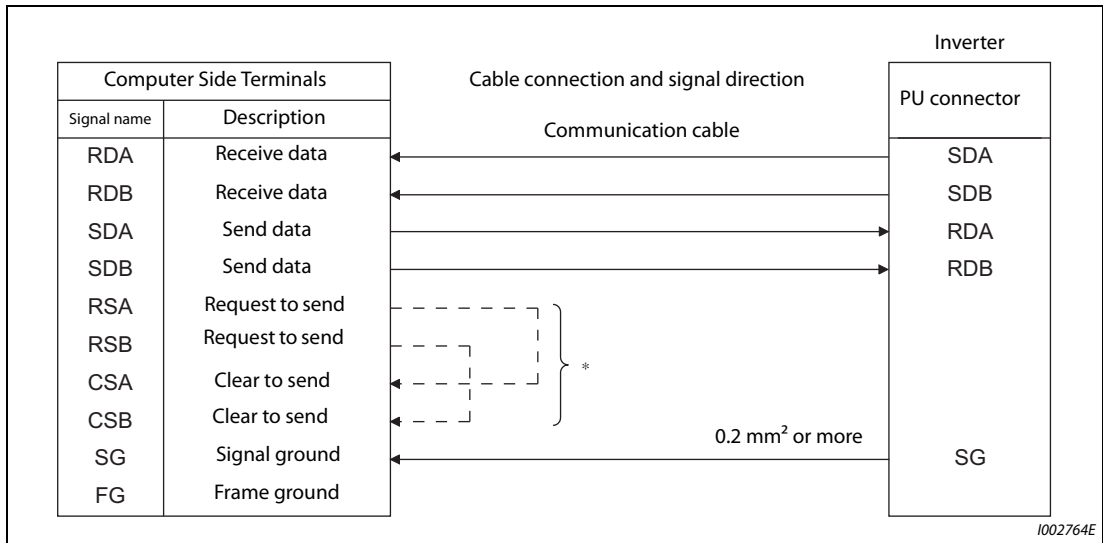 Inverter
Computer Side Terminals
Cable connection and signal direction
PU connector
Signal name Description
Communication cable
RDA Receive data SDA
RDB Receive data SDB
SDA Send data RDA
SDB Send data RDB
RSA Request to send
RSB Request to send
*
CSA Clear to send
CSB Clear to send
0.2 mm² or more
SG Signal ground SG
FG Frame ground
I002764E